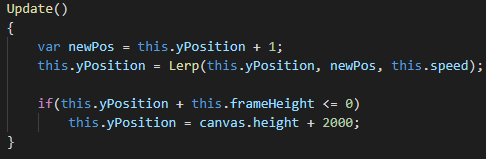 Update()
{
    var newPos = this.yPosition + 1;
    this.yPosition = Lerp(this.yPosition, newPos, this.speed);
    if(this.yPosition + this.frameHeight <= 0)
        this.yPosition = canvas.height + 2000;
}